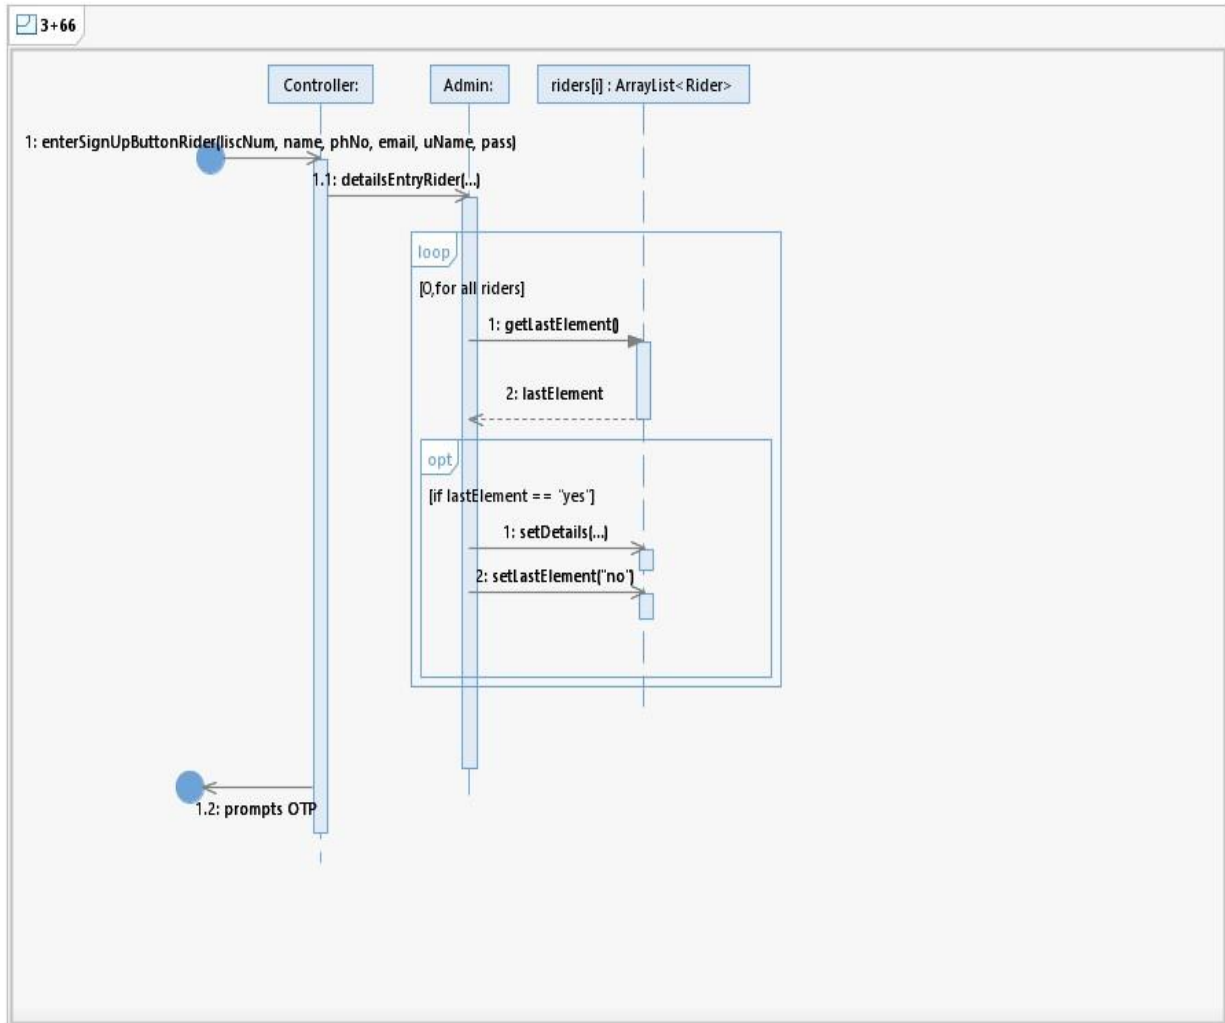 3+66
Controller:
Admin:
riders[i] : ArrayList<Rider>
1: enterSignUpButtonRider(liscNum, name, phNo, email, uName, pass)
1.1: detailsEntryRider(...)
loop
[0,for all riders]
1: getLastElement()
2: lastElement
opt
[if lastElement == "yes"]
1: setDetails(...)
2: setLastElement("no")
1.2: prompts OTP